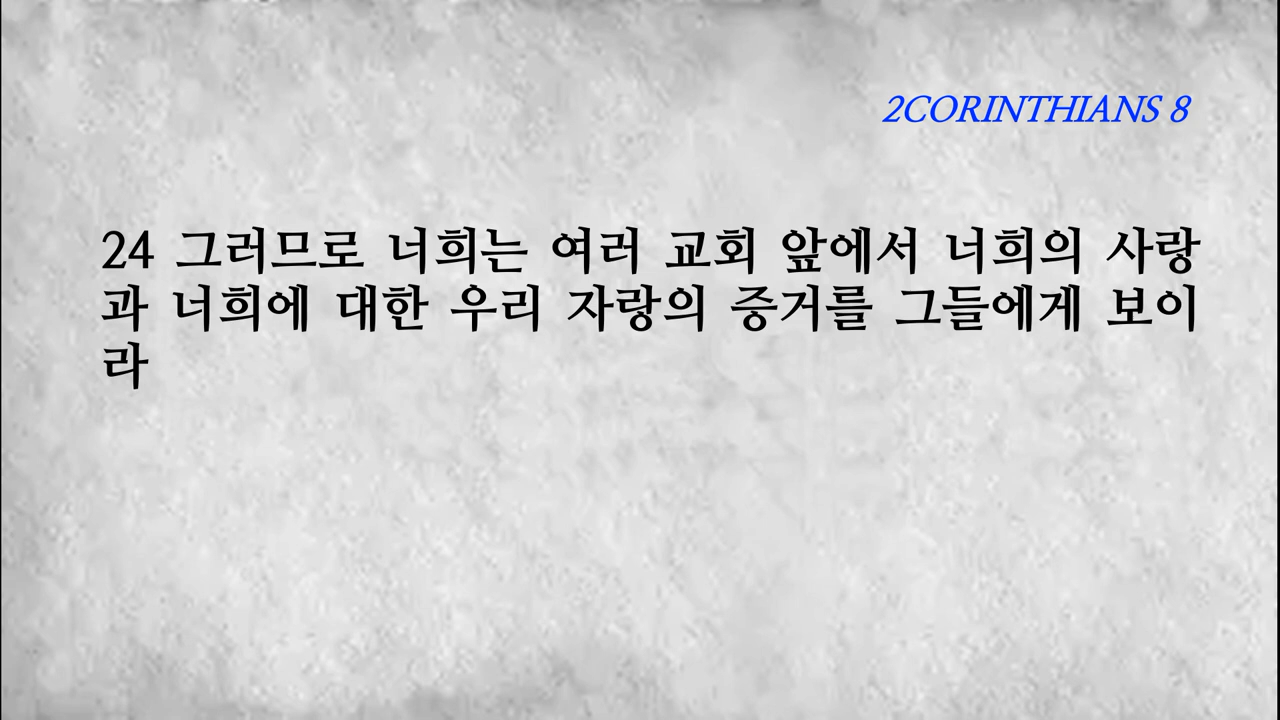 2CORINTHIANS 8
24 그러므로 너희는 여러 교회 앞에서 너희의 사랑
과 너희에 대한 우리 자랑의 증거를 그들에게 보이
라